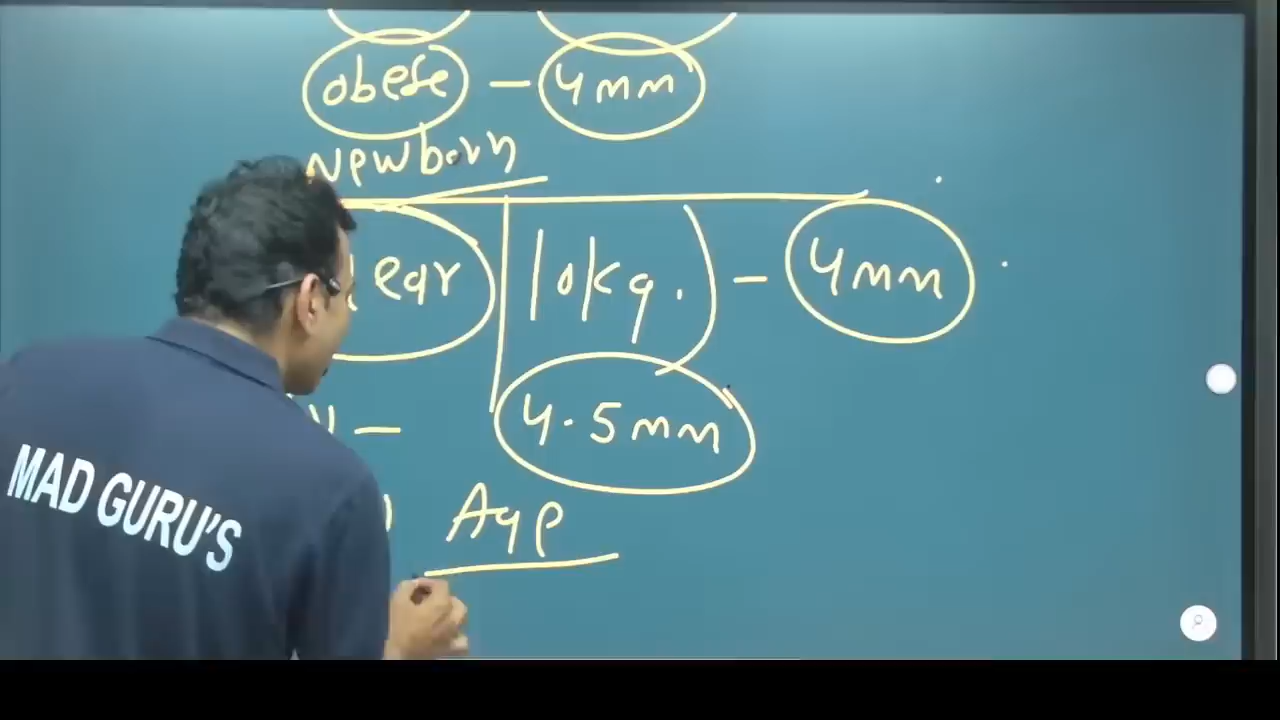 obese - 4mm
Newborn
ear 10kg. - 4mm
- 4.5mm
Age
MAD GURU'S